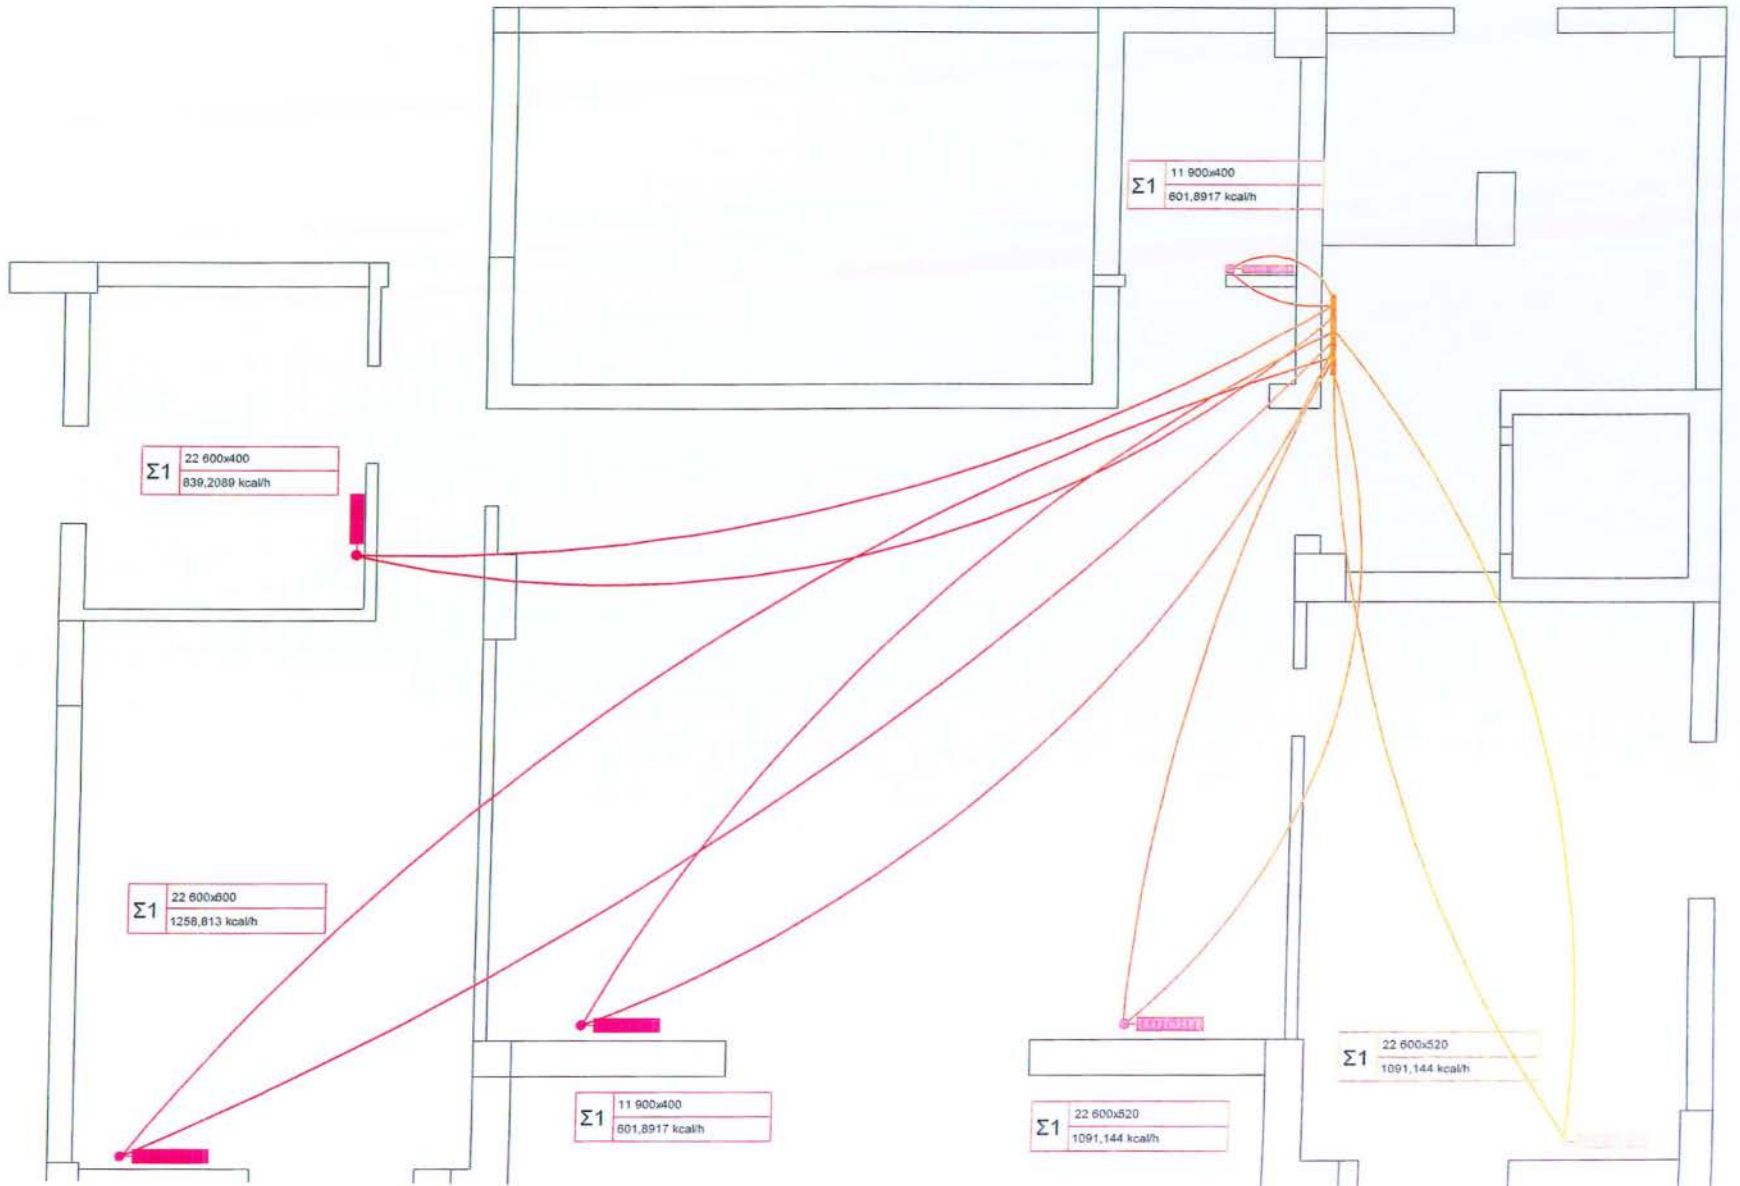 Σ1
11 900x400
601,8917 kcal/h
Σ1
22 600x400
839,2089 kcal/h
Σ1
22 600x600
1258,813 kcal/h
Σ1
11 900x400
601,8917 kcal/h
Σ1
22 600x520
1091,144 kcal/h
Σ1
22 600x520
1091,144 kcal/h